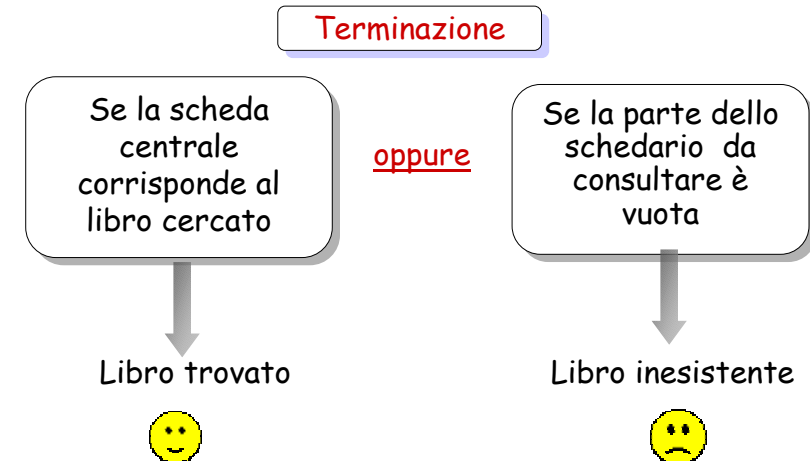 Terminazione
Se la scheda
centrale
corrisponde al
libro cercato
oppure
Se la parte dello
schedario da
consultare è
vuota
Libro trovato
Libro inesistente